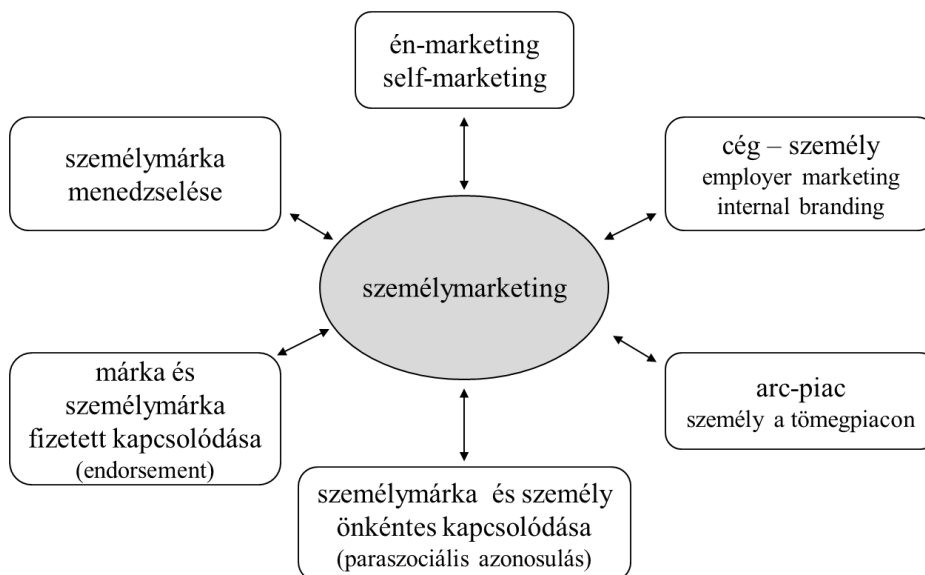 én-marketing
self-marketing
személymárka
menedzselése
cég – személy
employer marketing
internal branding
személymarketing
márka és
személymárka
fizetett kapcsolódása
(endorsement)
arc-piac
személy a tömegpiacon
személymárka és személy
önkéntes kapcsolódása
(paraszociális azonosulás)